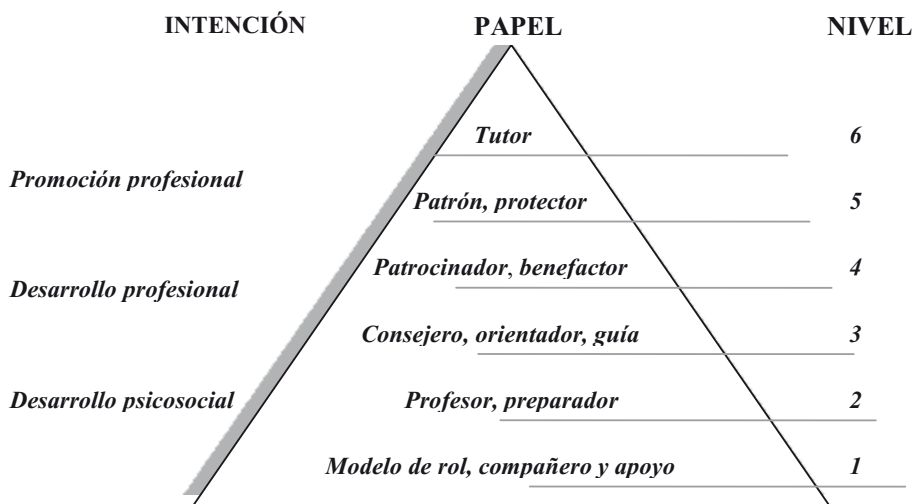 INTENCIÓN PAPEL NIVEL
Tutor 6
Promoción profesional
Patrón, protector 5
Patrocinador, benefactor 4
Desarrollo profesional
Consejero, orientador, guía 3
Desarrollo psicosocial Profesor, preparador 2
Modelo de rol, compañero y apoyo 1